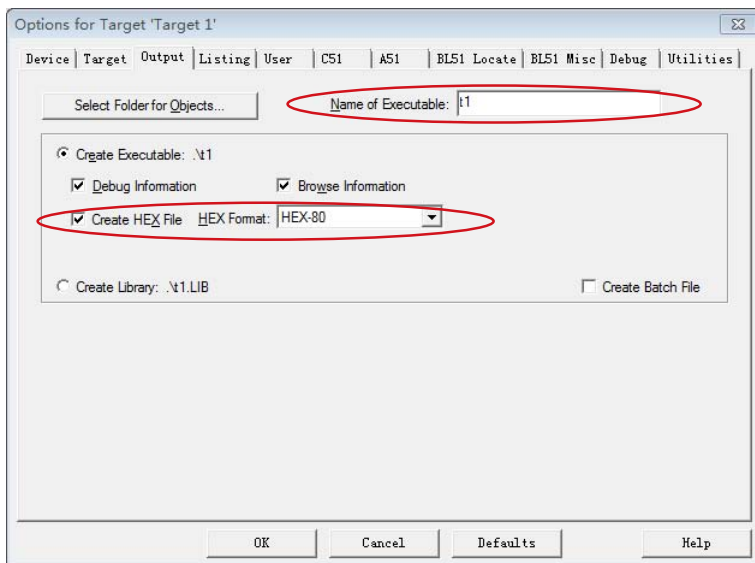 Options for Target 'Target 1'
Device Target Output Listing User C51 A51 BL51 Locate BL51 Misc Debug Utilities
Select Folder for Objects... Name of Executable: t1
Create Executable: .\t1
Debug Information Browse Information
Create HEX File HEX Format: HEX-80
Create Library: .\t1.LIB Create Batch File
OK Cancel Defaults Help